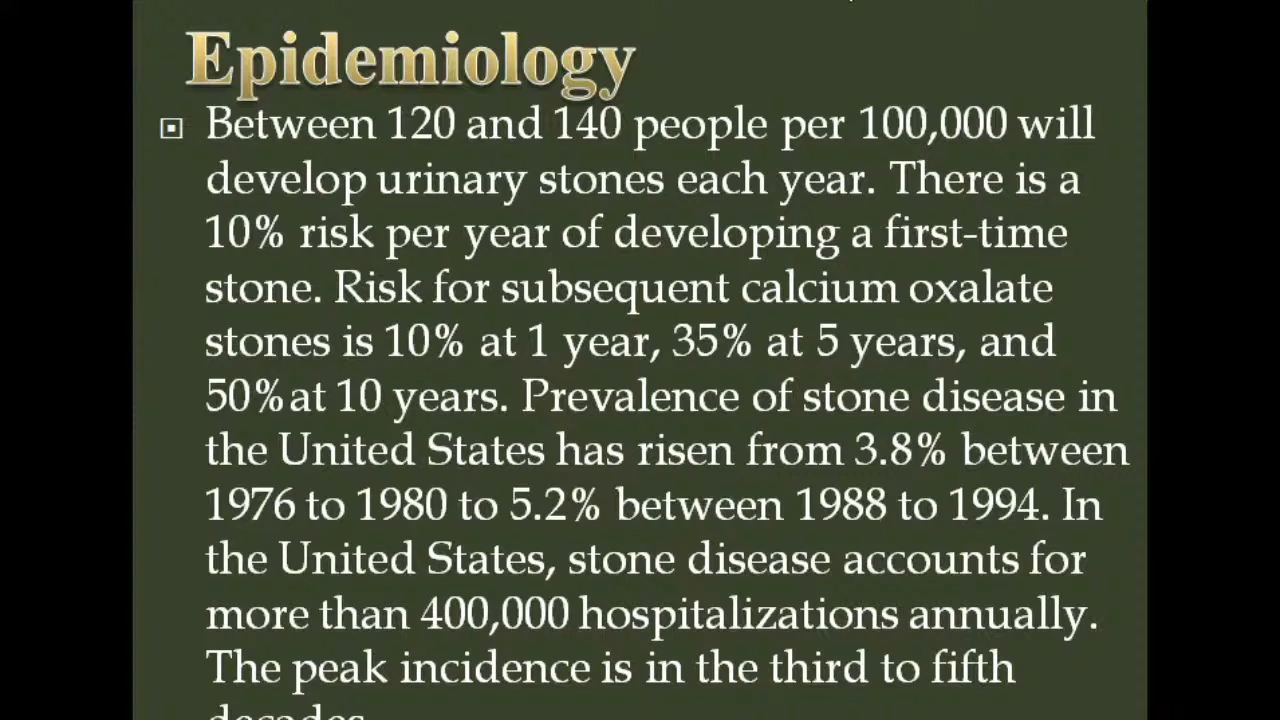 Epidemiology
Between 120 and 140 people per 100,000 will
develop urinary stones each year. There is a
10% risk per year of developing a first-time
stone. Risk for subsequent calcium oxalate
stones is 10% at 1 year, 35% at 5 years, and
50%at 10 years. Prevalence of stone disease in
the United States has risen from 3.8% between
1976 to 1980 to 5.2% between 1988 to 1994. In
the United States, stone disease accounts for
more than 400,000 hospitalizations annually.
The peak incidence is in the third to fifth
decades